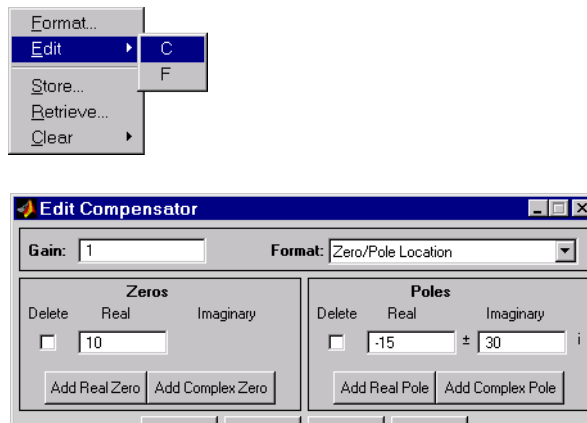 Format...
Edit
C
F
Store...
Retrieve...
Clear
Edit Compensator
Gain: 1 Format: Zero/Pole Location
Zeros Poles
Delete Real Imaginary Delete Real Imaginary
10 -15 ± 30 i
Add Real Zero Add Complex Zero Add Real Pole Add Complex Pole